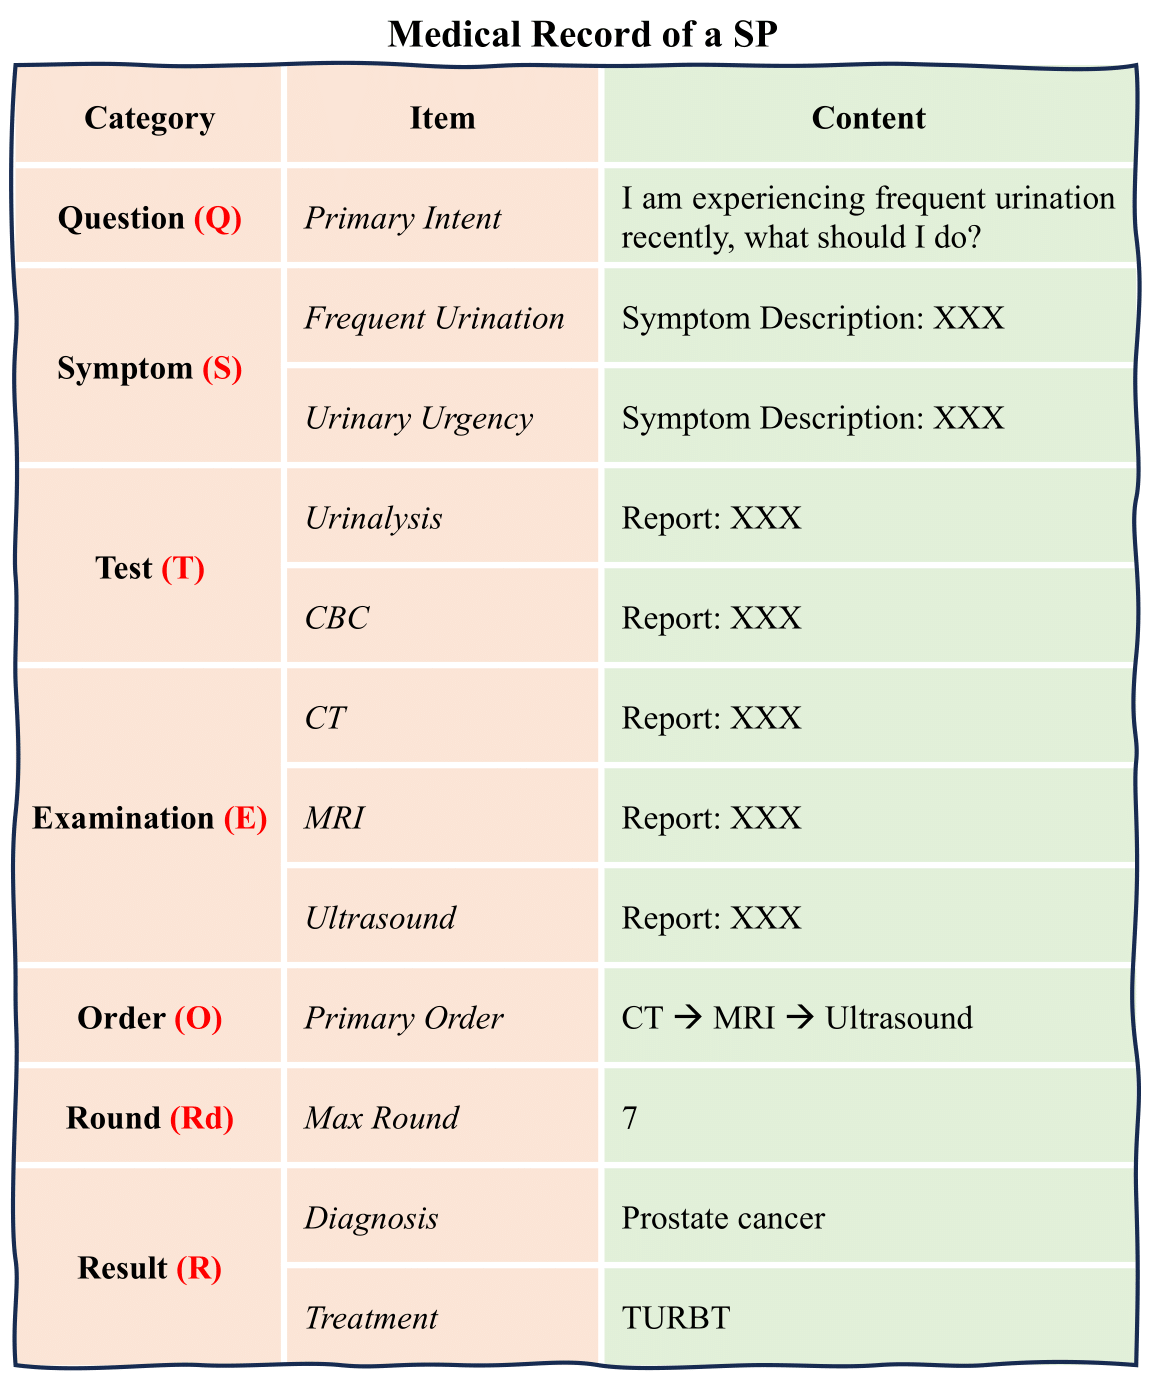 Medical Record of a SP
Category Item Content
Question (Q) Primary Intent I am experiencing frequent urination
recently, what should I do?
Symptom (S)
Frequent Urination Symptom Description: XXX
Urinary Urgency Symptom Description: XXX
Test (T)
Urinalysis Report: XXX
CBC Report: XXX
Examination (E)
CT Report: XXX
MRI Report: XXX
Ultrasound Report: XXX
Order (O) Primary Order CT → MRI → Ultrasound
Round (Rd) Max Round 7
Result (R)
Diagnosis Prostate cancer
Treatment TURBT